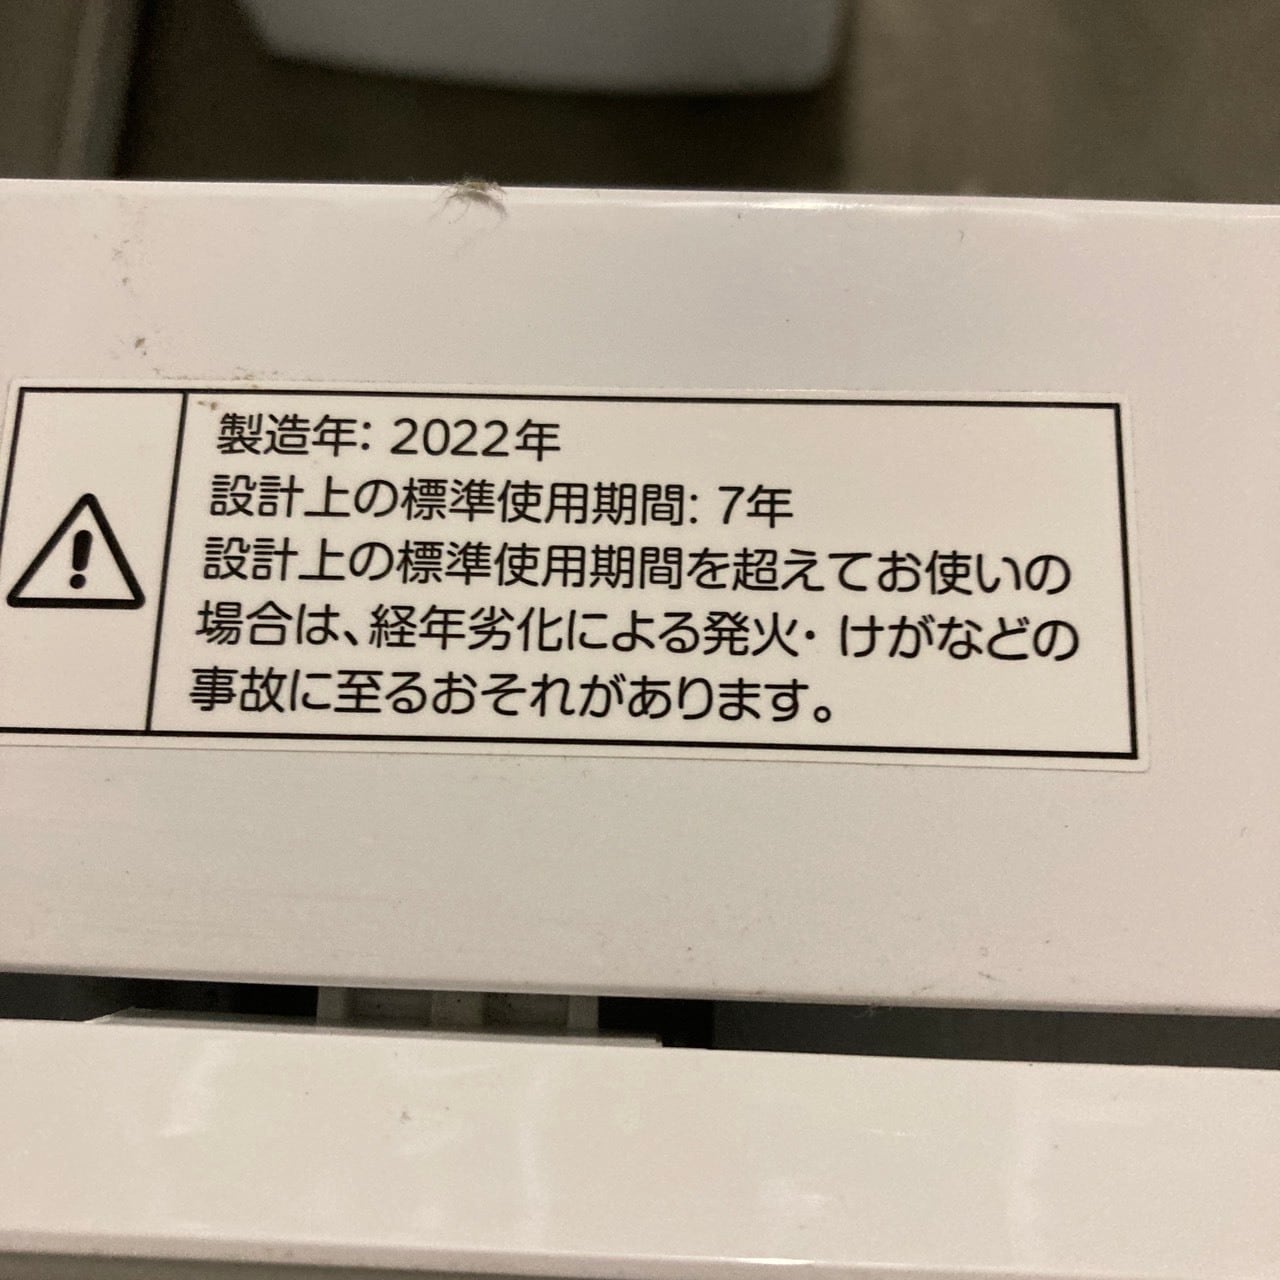 製造年: 2022年
設計上の標準使用期間: 7年
設計上の標準使用期間を超えてお使いの
場合は、経年劣化による発火・けがなどの
事故に至るおそれがあります。